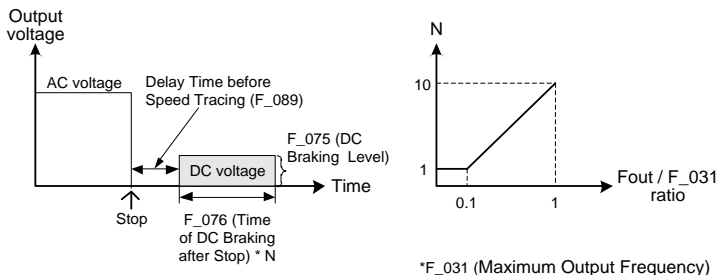 Output
voltage
AC voltage
Delay Time before
Speed Tracing (F_089)
F_075 (DC
Braking Level)
DC voltage
Time
Stop
F_076 (Time
of DC Braking
after Stop) * N
N
10
1
0.1
1
Fout / F_031
ratio
*F_031 (Maximum Output Frequency)